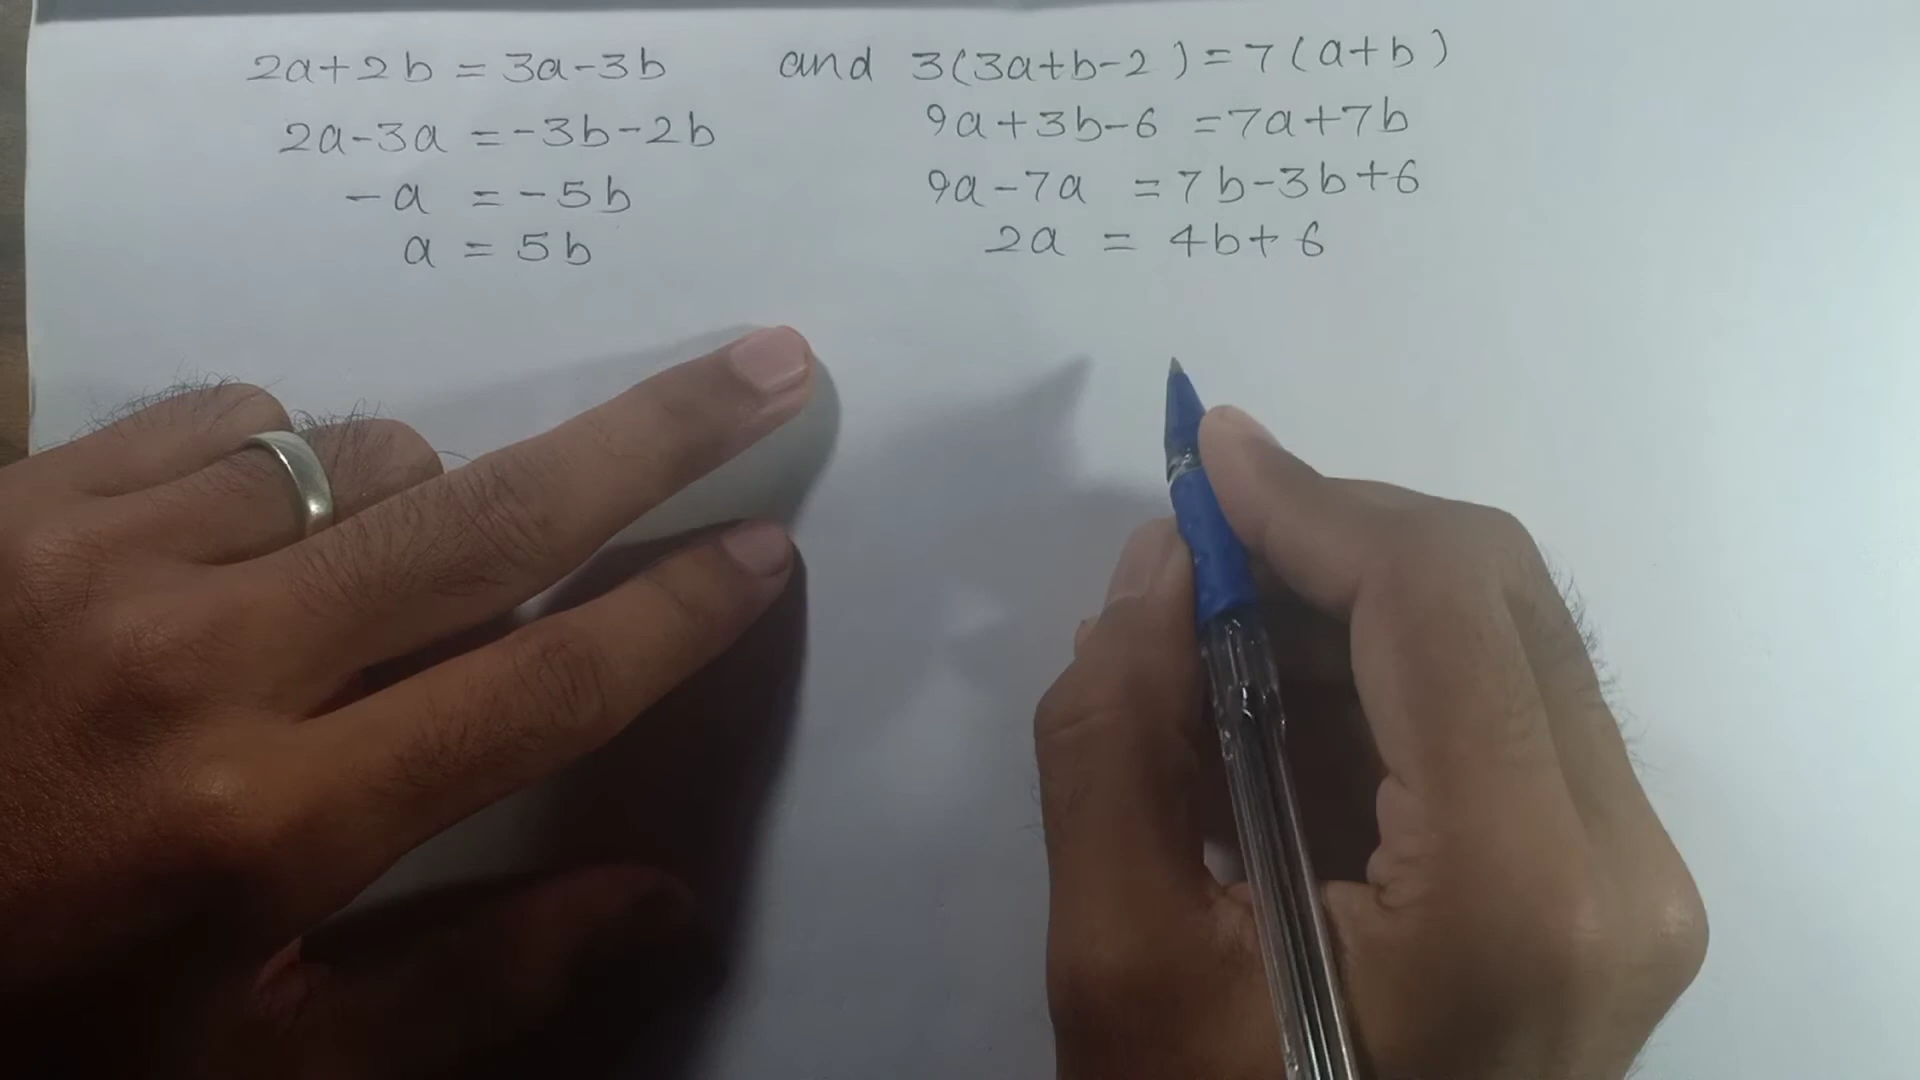 2a+2b = 3a-3b and 3(3a+b-2)=7(a+b)
2a-3a = -3b-2b 9a+3b-6 =7a+7b
-a = -5b 9a-7a =7b-3b+6
a = 5b 2a = 4b+6